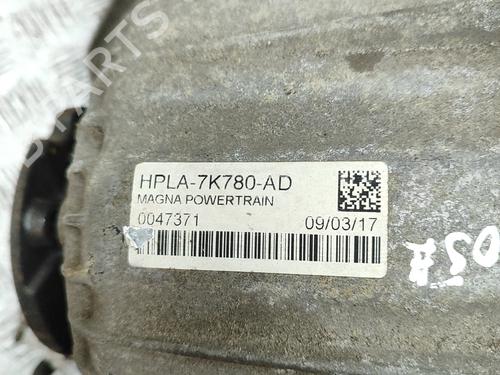 HPLA-7K780-AD
MAGNA POWERTRAIN
0047371 09/03/17